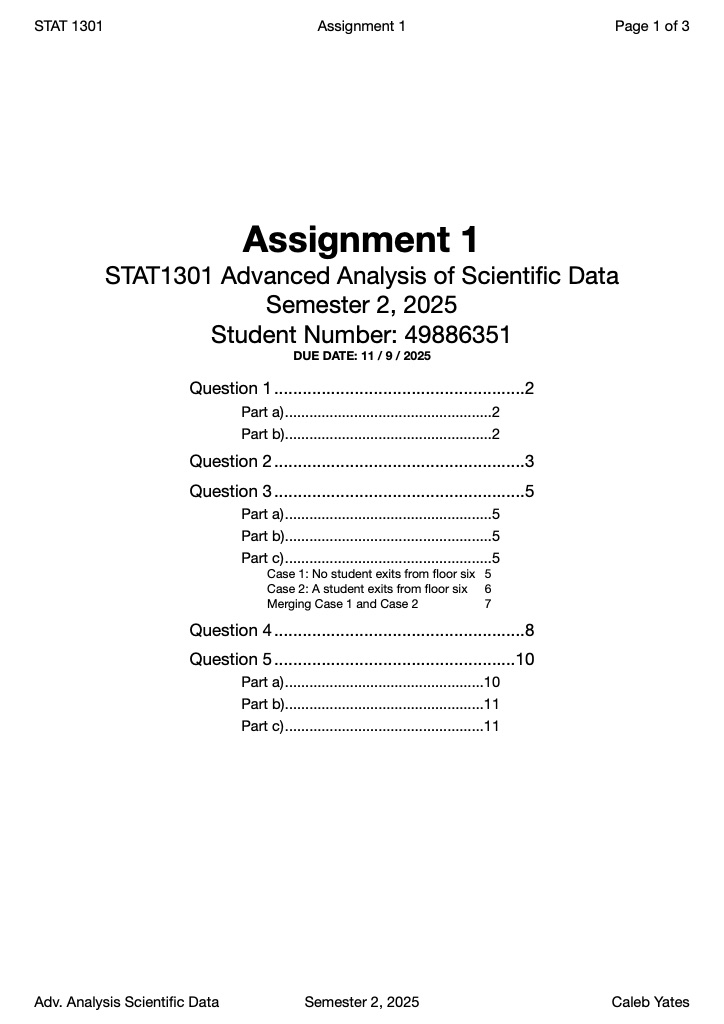 STAT 1301 Assignment 1 Page 1 of 3
Assignment 1
STAT1301 Advanced Analysis of Scientific Data
Semester 2, 2025
Student Number: 49886351
DUE DATE: 11 / 9 / 2025
Question 1......................................................2
Part a)...................................................2
Part b)...................................................2
Question 2......................................................3
Question 3......................................................5
Part a)...................................................5
Part b)...................................................5
Part c)...................................................5
Case 1: No student exits from floor six 5
Case 2: A student exits from floor six 6
Merging Case 1 and Case 2 7
Question 4......................................................8
Question 5....................................................10
Part a).................................................10
Part b).................................................11
Part c).................................................11
Adv. Analysis Scientific Data Semester 2, 2025 Caleb Yates